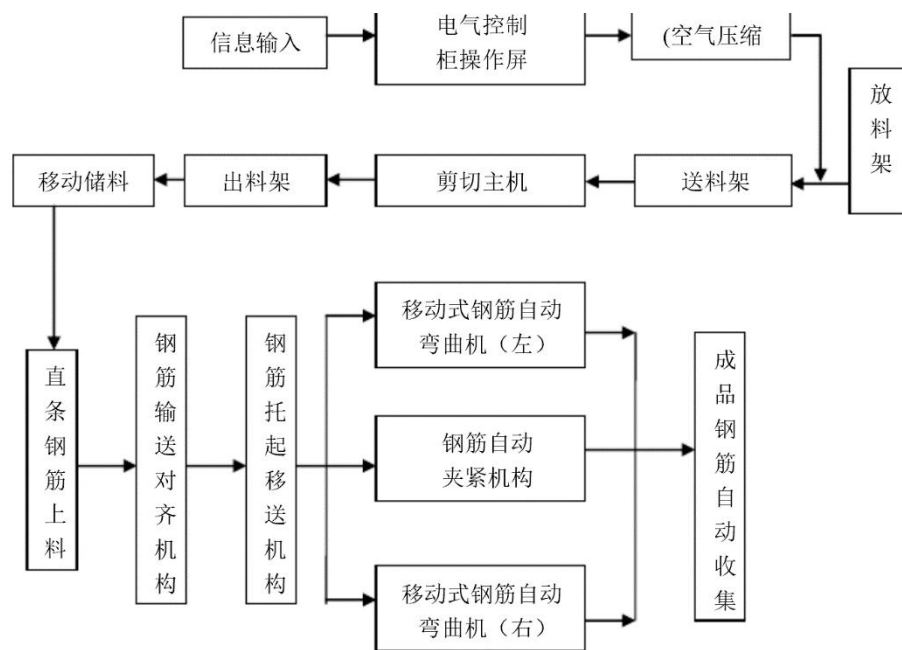 信息输入
电气控制
柜操作屏
(空气压缩
放料架
移动储料
出料架
剪切主机
送料架
直条钢筋上料
钢筋输送对齐机构
钢筋托起移送机构
移动式钢筋自动
弯曲机（左）
钢筋自动
夹紧机构
移动式钢筋自动
弯曲机（右）
成品钢筋自动收集